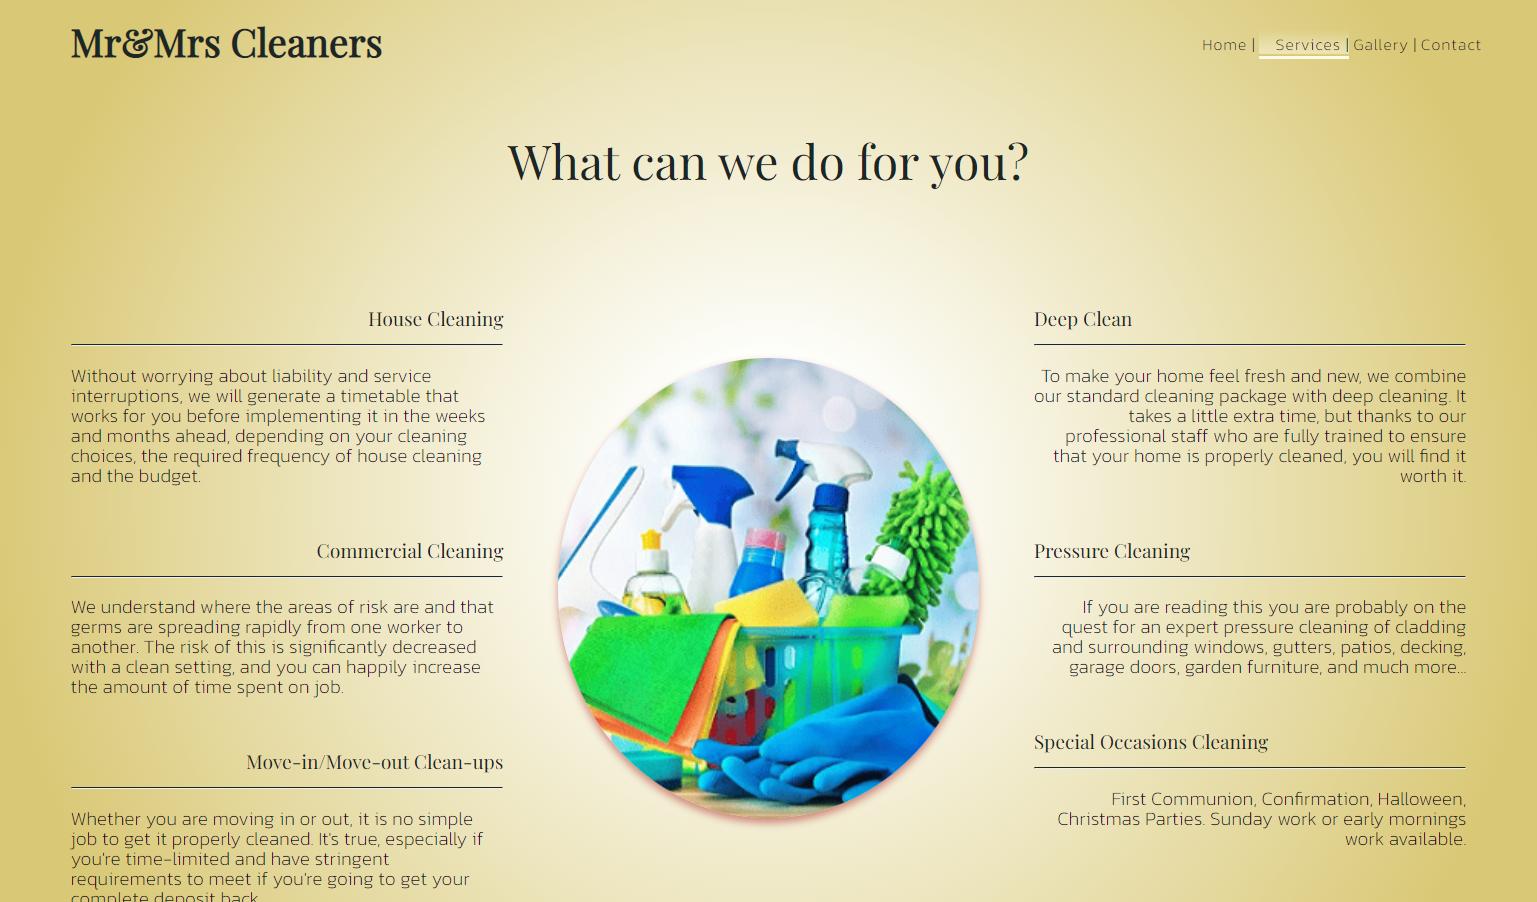 Mr&Mrs Cleaners
Home | Services | Gallery | Contact
What can we do for you?
House Cleaning
Without worrying about liability and service
interruptions, we will generate a timetable that
works for you before implementing it in the weeks
and months ahead, depending on your cleaning
choices, the required frequency of house cleaning
and the budget.
Commercial Cleaning
We understand where the areas of risk are and that
germs are spreading rapidly from one worker to
another. The risk of this is significantly decreased
with a clean setting, and you can happily increase
the amount of time spent on job.
Move-in/Move-out Clean-ups
Whether you are moving in or out, it is no simple
job to get it properly cleaned. It's true, especially if
you're time-limited and have stringent
requirements to meet if you're going to get your
complete deposit back
Deep Clean
To make your home feel fresh and new, we combine
our standard cleaning package with deep cleaning. It
takes a little extra time, but thanks to our
professional staff who are fully trained to ensure
that your home is properly cleaned, you will find it
worth it.
Pressure Cleaning
If you are reading this you are probably on the
quest for an expert pressure cleaning of cladding
and surrounding windows, gutters, patios, decking,
garage doors, garden furniture, and much more...
Special Occasions Cleaning
First Communion, Confirmation, Halloween,
Christmas Parties. Sunday work or early mornings
work available.